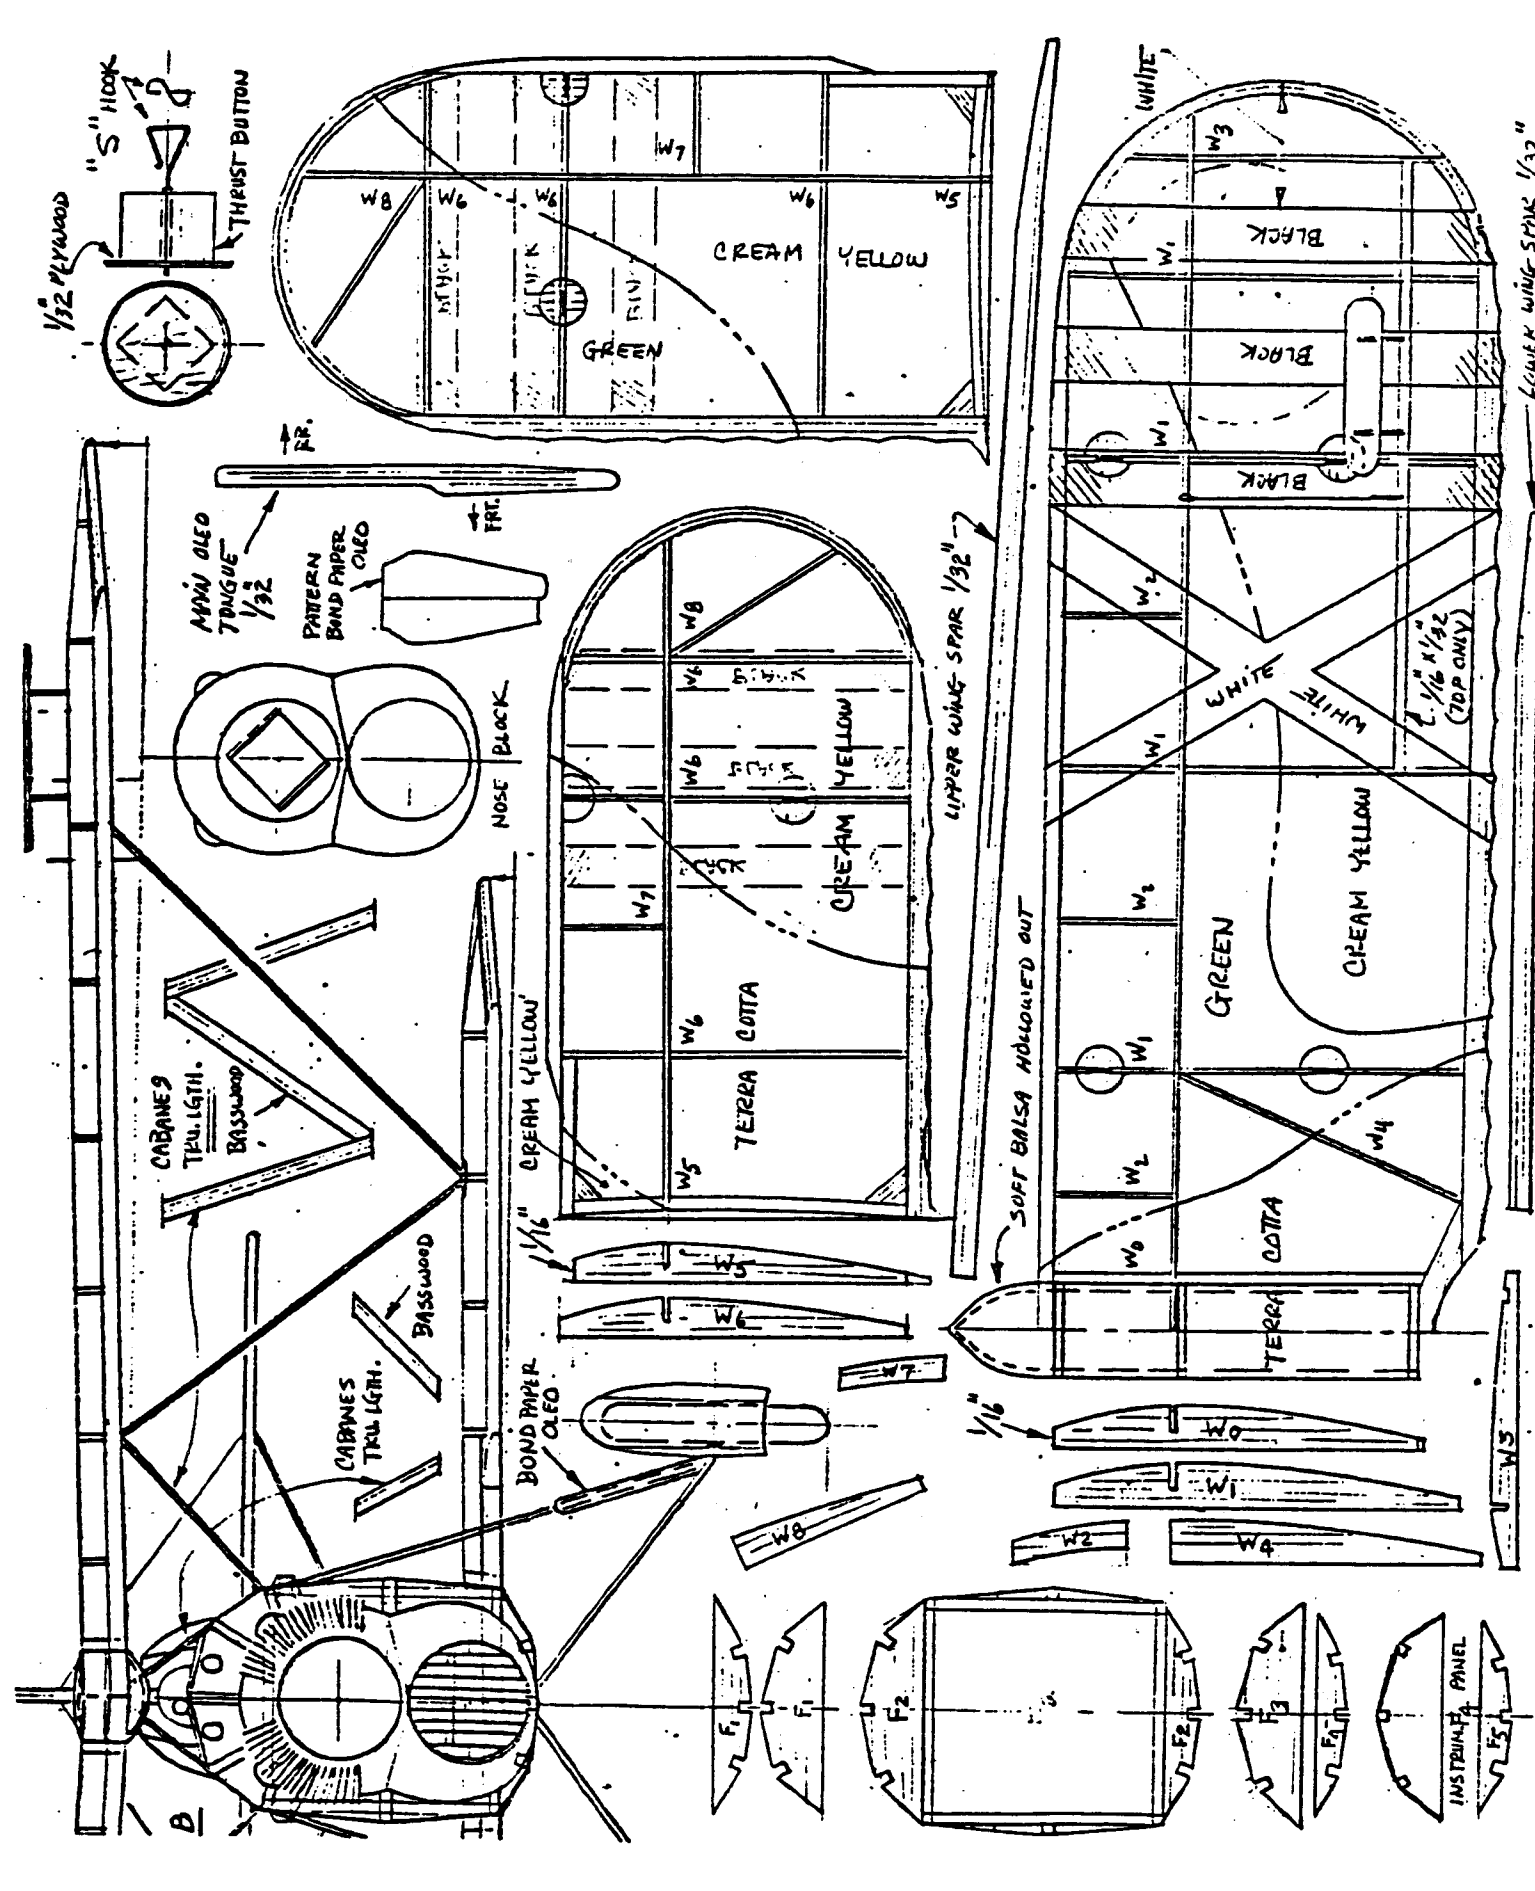 "S" HOOK
1/32" PLYWOOD
THRUST BUTTON
WHITE
W3
W8
W6
W6
W7
W6
W5
CREAM YELLOW
GREEN
BLACK
W1
BLACK
W1
BLACK
FR.
FRT.
MAIN OLEO
TONGUE
1/32
PATTERN
BOND PAPER
OLEO
NOSE BLOCK
W8
W6
W6
W7
W6
W5
CREAM YELLOW
TERRA COTTA
CREAM YELLOW
UPPER WING SPAR 1/32"
LOWER WING SPAR 1/32"
W2
WHITE
WHITE
L. 1/16 X 1/32"
(TOP ONLY)
W1
W2
GREEN
CREAM YELLOW
W1
W2
W4
W0
TERRA COTTA
SOFT BALSA HOLLOWED OUT
CABANES
TRU. LGTH.
BASSWOOD
BASSWOOD
CABANES
TRU. LGTH.
BOND PAPER
OLEO
1/16"
W5
W6
W7
W8
1/16"
W0
W1
W2
W4
W3
B
F1
F1
F2
F2
F3
F4
INSTRUM. PANEL
F4
F5